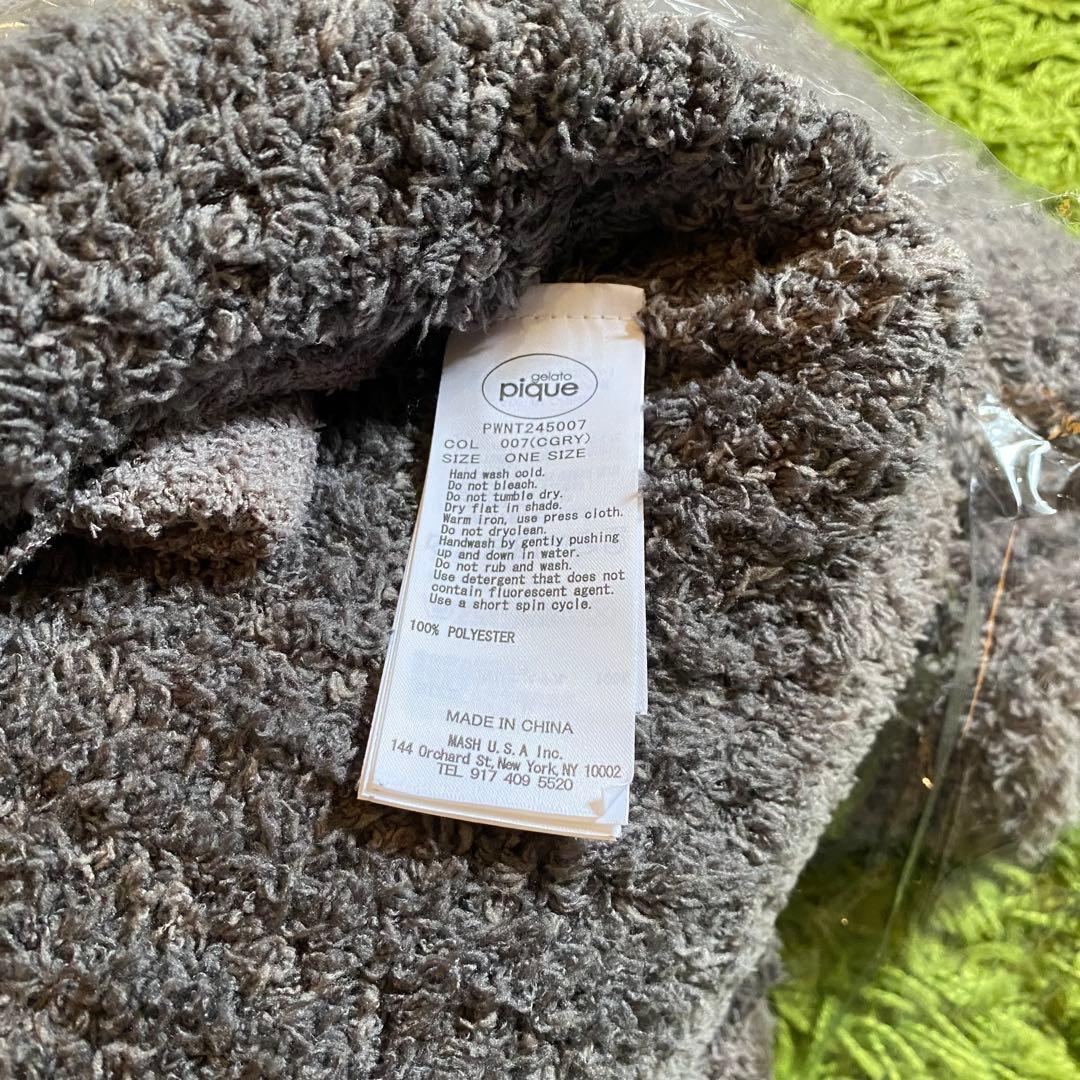 gelato
pique
PWNT245007
COL 007(CGRY)
SIZE ONE SIZE
Hand wash cold.
Do not bleach.
Do not tumble dry.
Dry flat in shade.
Warm iron, use press cloth.
Do not dryclean.
Handwash by gently pushing
up and down in water.
Do not rub and wash.
Use detergent that does not
contain fluorescent agent.
Use a short spin cycle.
100% POLYESTER
MADE IN CHINA
MASH U.S.A Inc.
144 Orchard St, New York, NY 10002
TEL 917 409 5520